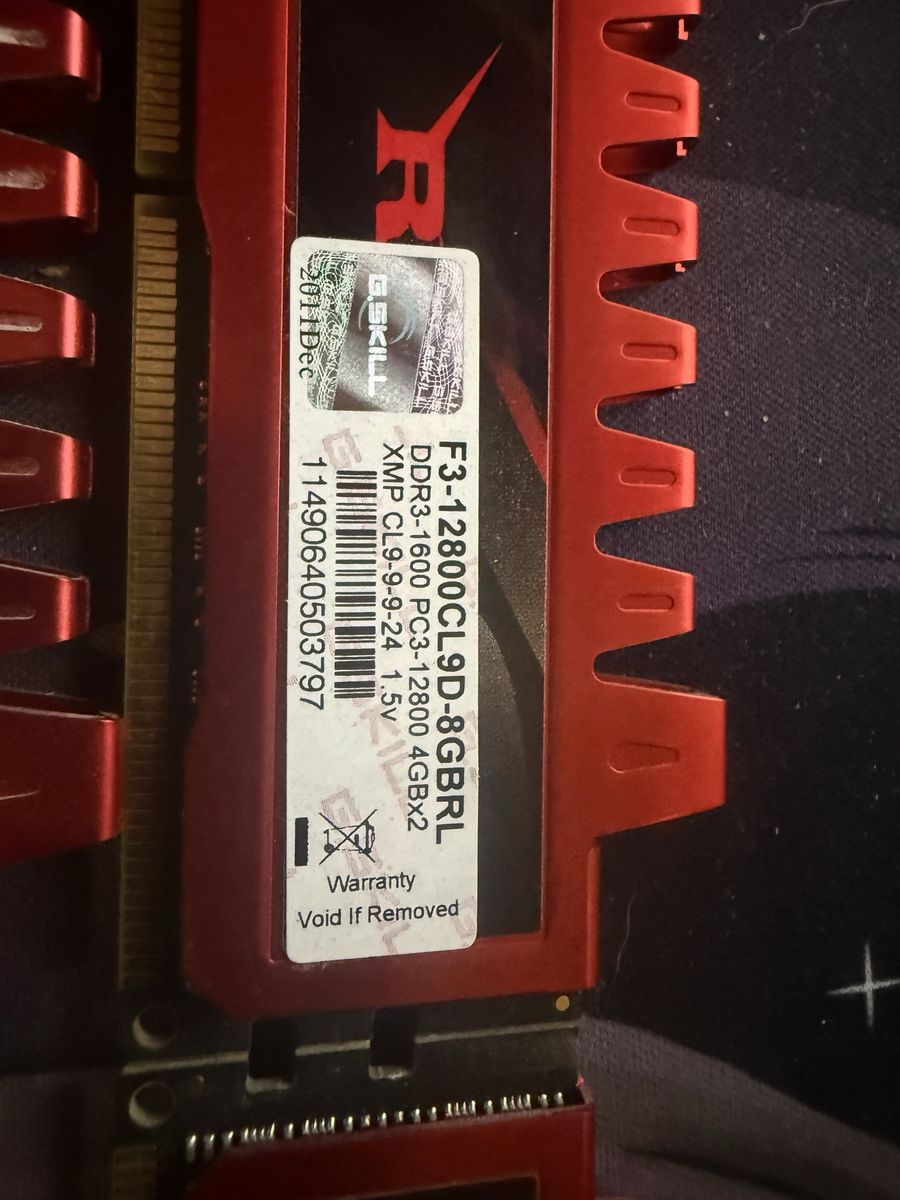 R
G.SKILL
2011Dec
F3-12800CL9D-8GBRL
DDR3-1600 PC3-12800 4GBx2
XMP CL9-9-9-24 1.5v
11490640503797
Warranty
Void If Removed